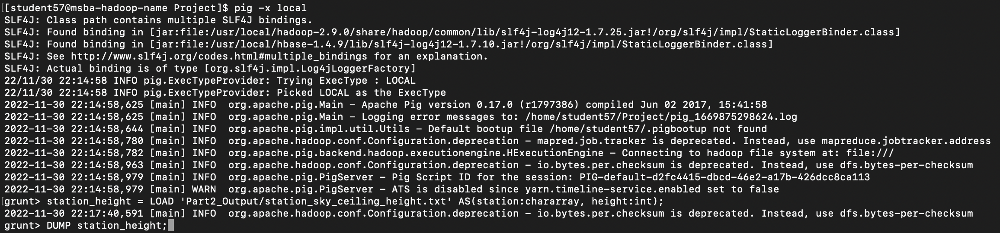 [[student57@msba-hadoop-name Project]$ pig -x local
SLF4J: Class path contains multiple SLF4J bindings.
SLF4J: Found binding in [jar:file:/usr/local/hadoop-2.9.0/share/hadoop/common/lib/slf4j-log4j12-1.7.25.jar!/org/slf4j/impl/StaticLoggerBinder.class]
SLF4J: Found binding in [jar:file:/usr/local/hbase-1.4.9/lib/slf4j-log4j12-1.7.10.jar!/org/slf4j/impl/StaticLoggerBinder.class]
SLF4J: See http://www.slf4j.org/codes.html#multiple_bindings for an explanation.
SLF4J: Actual binding is of type [org.slf4j.impl.Log4jLoggerFactory]
22/11/30 22:14:58 INFO pig.ExecTypeProvider: Trying ExecType : LOCAL
22/11/30 22:14:58 INFO pig.ExecTypeProvider: Picked LOCAL as the ExecType
2022-11-30 22:14:58,625 [main] INFO  org.apache.pig.Main - Apache Pig version 0.17.0 (r1797386) compiled Jun 02 2017, 15:41:58
2022-11-30 22:14:58,625 [main] INFO  org.apache.pig.Main - Logging error messages to: /home/student57/Project/pig_1669875298624.log
2022-11-30 22:14:58,644 [main] INFO  org.apache.pig.impl.util.Utils - Default bootup file /home/student57/.pigbootup not found
2022-11-30 22:14:58,780 [main] INFO  org.apache.hadoop.conf.Configuration.deprecation - mapred.job.tracker is deprecated. Instead, use mapreduce.jobtracker.address
2022-11-30 22:14:58,782 [main] INFO  org.apache.pig.backend.hadoop.executionengine.HExecutionEngine - Connecting to hadoop file system at: file:///
2022-11-30 22:14:58,963 [main] INFO  org.apache.hadoop.conf.Configuration.deprecation - io.bytes.per.checksum is deprecated. Instead, use dfs.bytes-per-checksum
2022-11-30 22:14:58,979 [main] INFO  org.apache.pig.PigServer - Pig Script ID for the session: PIG-default-d2fc4415-dbcd-46e2-a17b-426dcc8ca113
2022-11-30 22:14:58,979 [main] WARN  org.apache.pig.PigServer - ATS is disabled since yarn.timeline-service.enabled set to false
[grunt> station_height = LOAD 'Part2_Output/station_sky_ceiling_height.txt' AS(station:chararray, height:int);
2022-11-30 22:17:40,591 [main] INFO  org.apache.hadoop.conf.Configuration.deprecation - io.bytes.per.checksum is deprecated. Instead, use dfs.bytes-per-checksum
grunt> DUMP station_height;